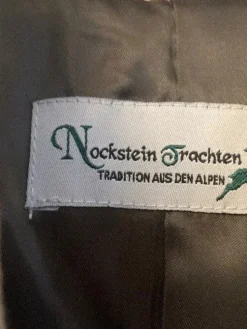 Nockstein Trachten
TRADITION AUS DEN ALPEN